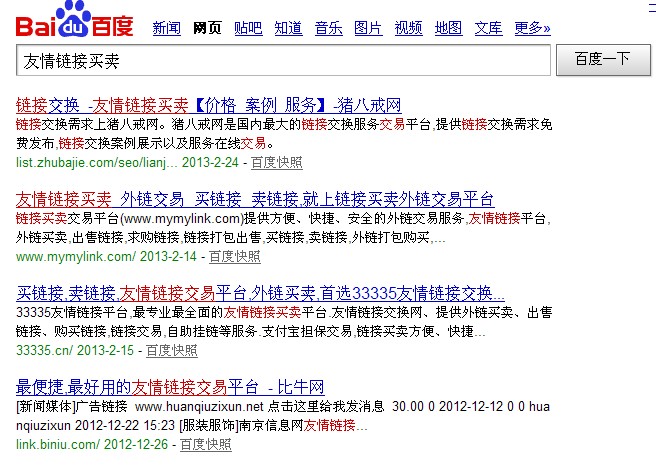 Bai du 百度 新闻 网页 贴吧 知道 音乐 图片 视频 地图 文库 更多»
友情链接买卖 百度一下
链接交换 -友情链接买卖【价格 案例 服务】-猪八戒网
链接交换需求上猪八戒网。猪八戒网是国内最大的链接交换服务交易平台,提供链接交换需求免
费发布,链接交换案例展示以及服务在线交易。
list.zhubajie.com/seo/lianj... 2013-2-24 - 百度快照
友情链接买卖 外链交易 买链接 卖链接,就上链接买卖外链交易平台
链接买卖交易平台(www.mymylink.com)提供方便、快捷、安全的外链交易服务,友情链接平台,
外链买卖,出售链接,求购链接,链接打包出售,买链接,卖链接,外链打包购买,...
www.mymylink.com/ 2013-2-14 - 百度快照
买链接,卖链接,友情链接交易平台,外链买卖,首选33335友情链接交换...
33335友情链接平台,最专业最全面的友情链接买卖平台.友情链接交换网、提供外链买卖、出售
链接、购买链接,链接交易,自助挂链等服务.支付宝担保交易,链接买卖方便、快捷...
33335.cn/ 2013-2-15 - 百度快照
最便捷,最好用的友情链接交易平台 - 比牛网
[新闻媒体]广告链接 www.huanqiuzixun.net 点击这里给我发消息 30.00 0 2012-12-12 0 0 hua
nqiuzixun 2012-12-22 15:23 [服装服饰]南京信息网友情链接...
link.biniu.com/ 2012-12-26 - 百度快照